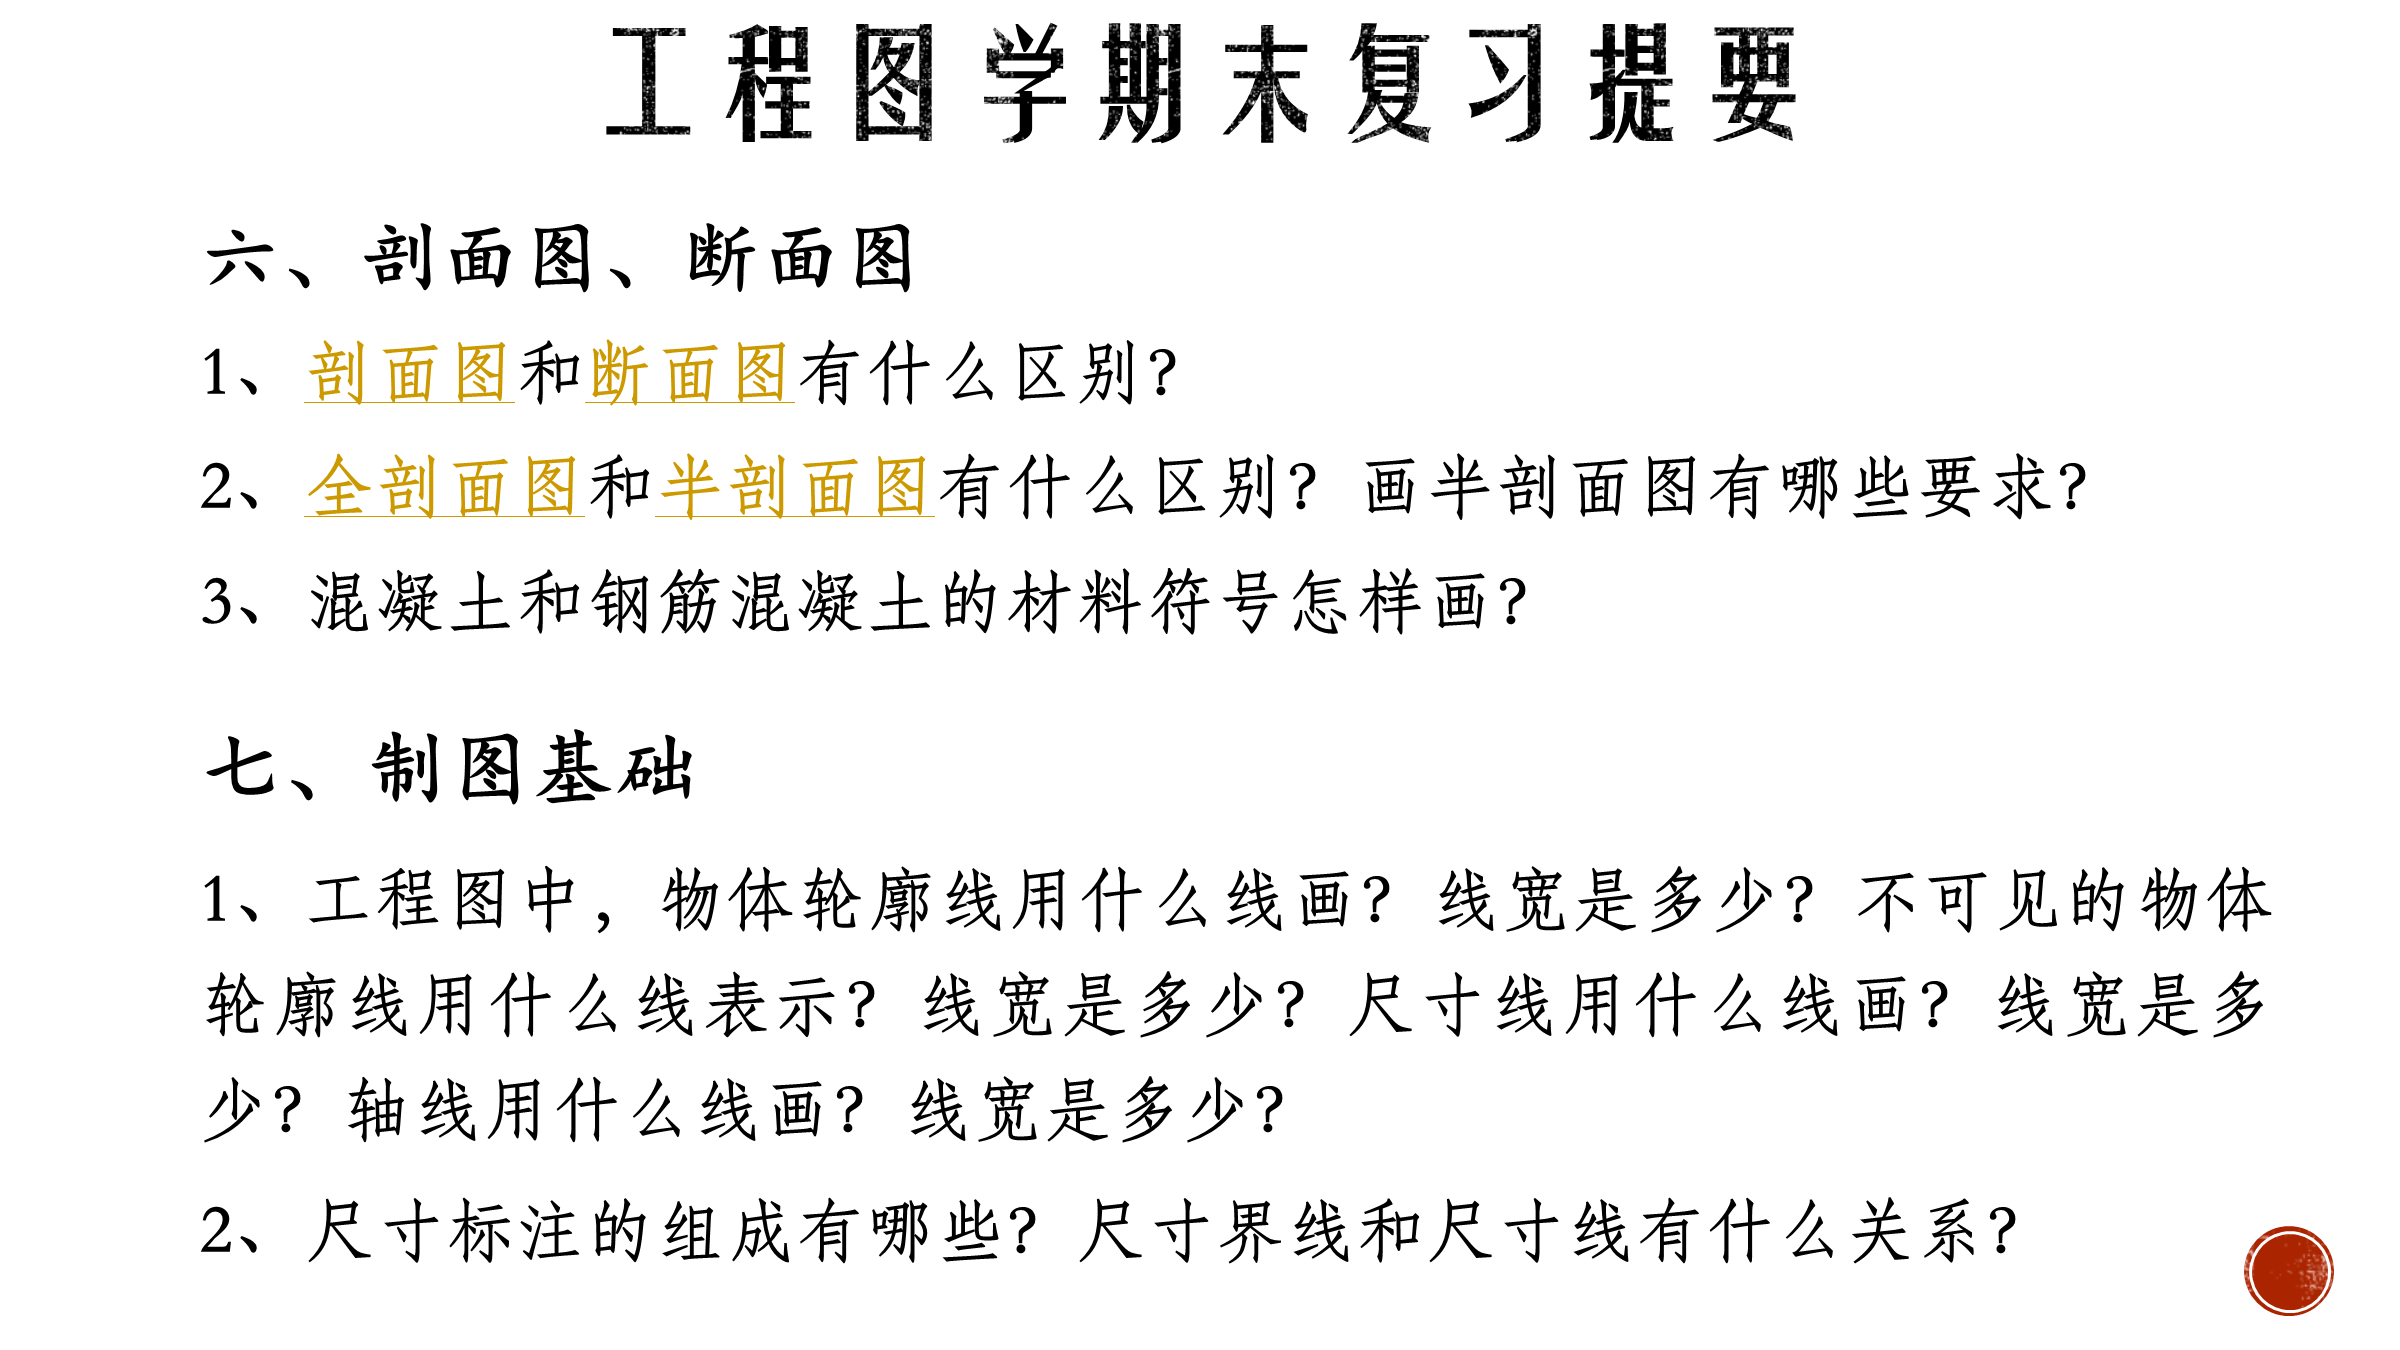 工程图学期末复习提要
六、剖面图、断面图
1、剖面图和断面图有什么区别？
2、全剖面图和半剖面图有什么区别？画半剖面图有哪些要求？
3、混凝土和钢筋混凝土的材料符号怎样画？
七、制图基础
1、工程图中，物体轮廓线用什么线画？线宽是多少？不可见的物体
轮廓线用什么线表示？线宽是多少？尺寸线用什么线画？线宽是多
少？轴线用什么线画？线宽是多少？
2、尺寸标注的组成有哪些？尺寸界线和尺寸线有什么关系？